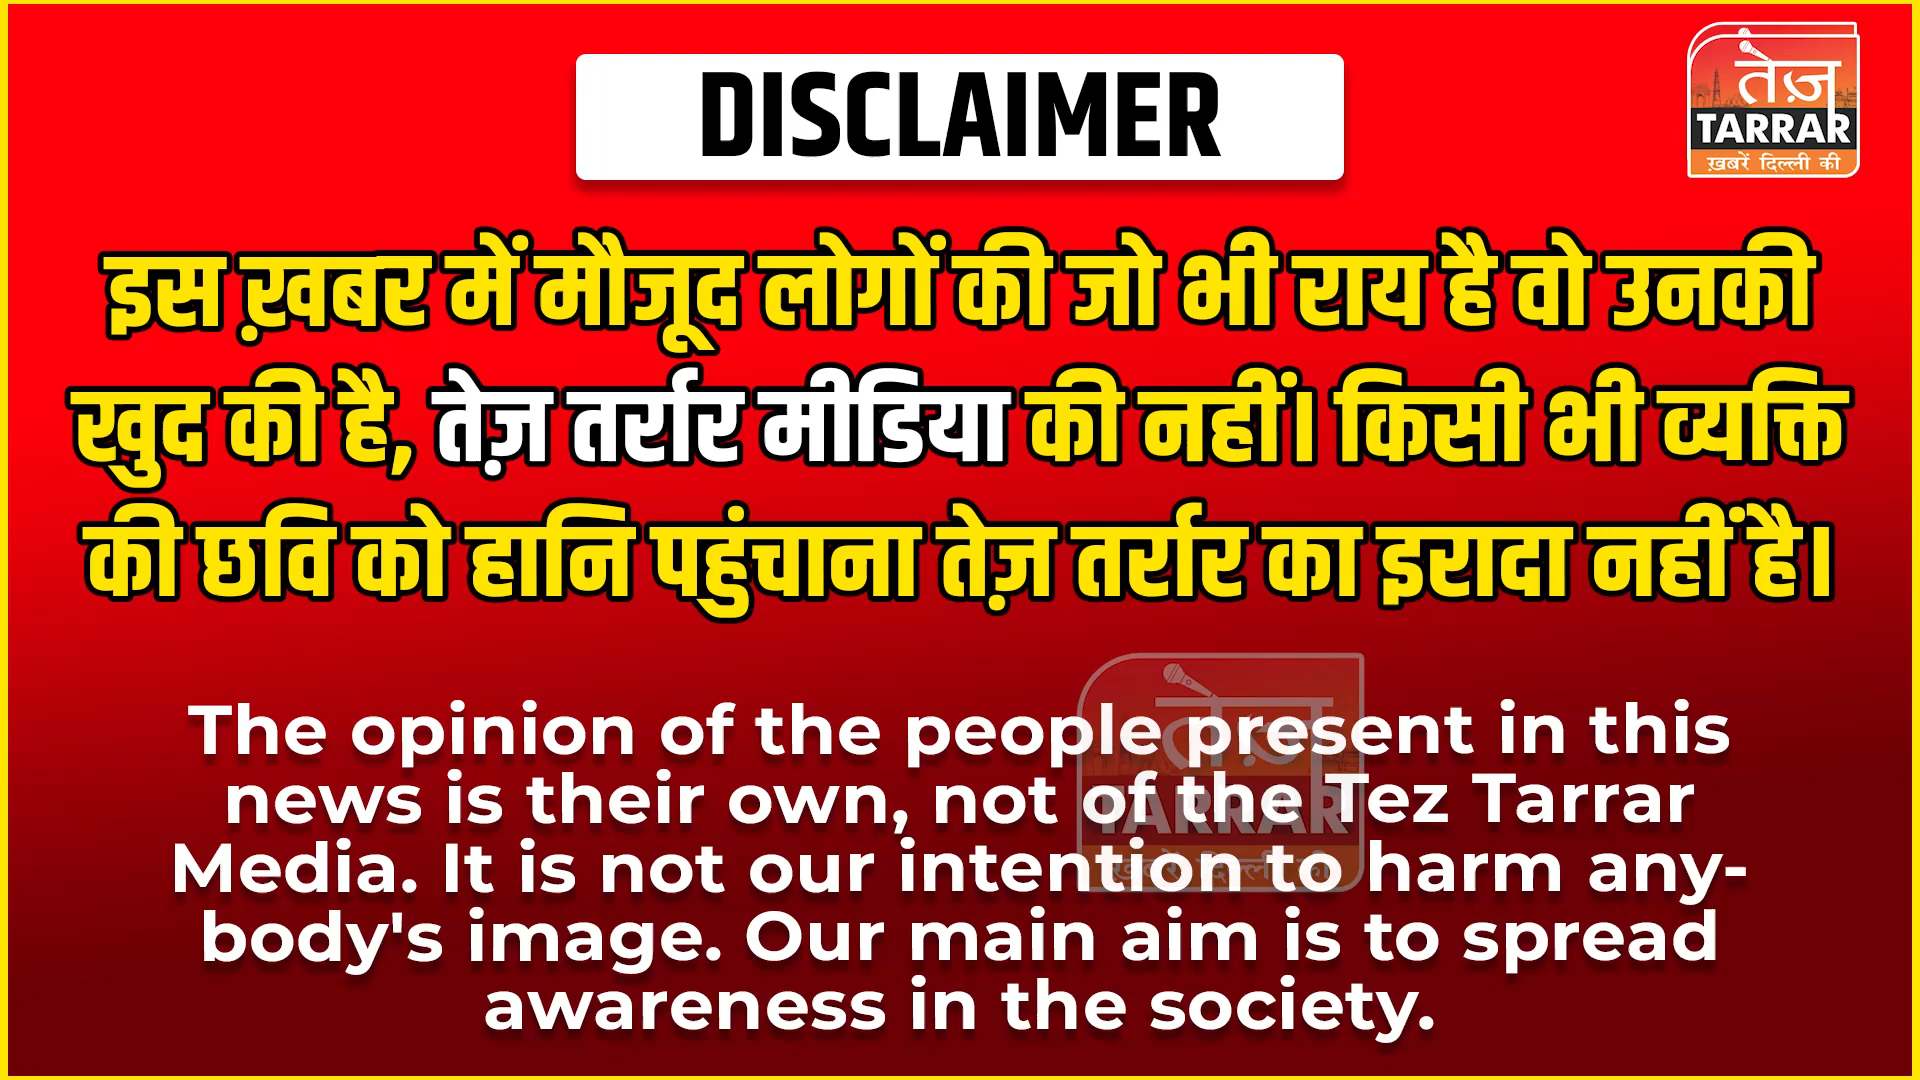 DISCLAIMER
तेज़
TARRAR
ख़बरें दिल्ली की
इस ख़बर में मौजूद लोगों की जो भी राय है वो उनकी
खुद की है, तेज़ तर्रार मीडिया की नहीं। किसी भी व्यक्ति
की छवि को हानि पहुंचाना तेज़ तर्रार का इरादा नहीं है।
तेज़
TARRAR
ख़बरें दिल्ली की
The opinion of the people present in this
news is their own, not of the Tez Tarrar
Media. It is not our intention to harm any-
body's image. Our main aim is to spread
awareness in the society.